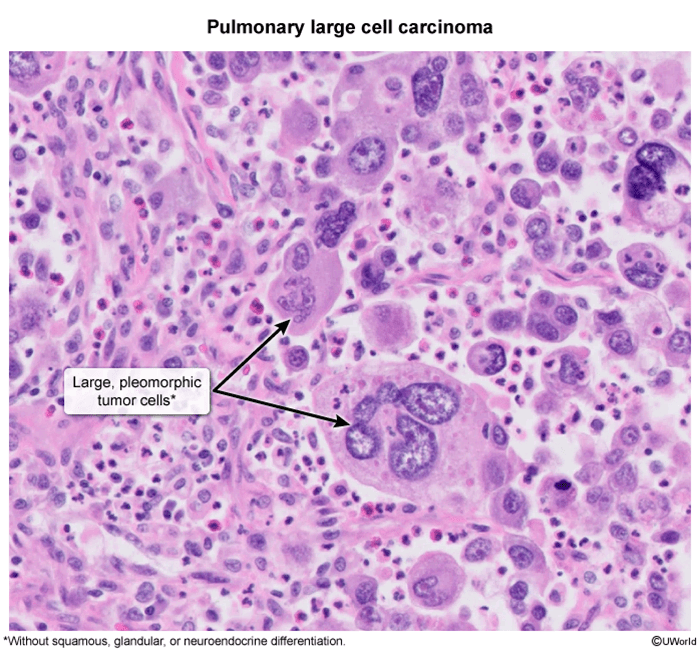 Pulmonary large cell carcinoma
Large, pleomorphic
tumor cells*
*Without squamous, glandular, or neuroendocrine differentiation.
©UWorld